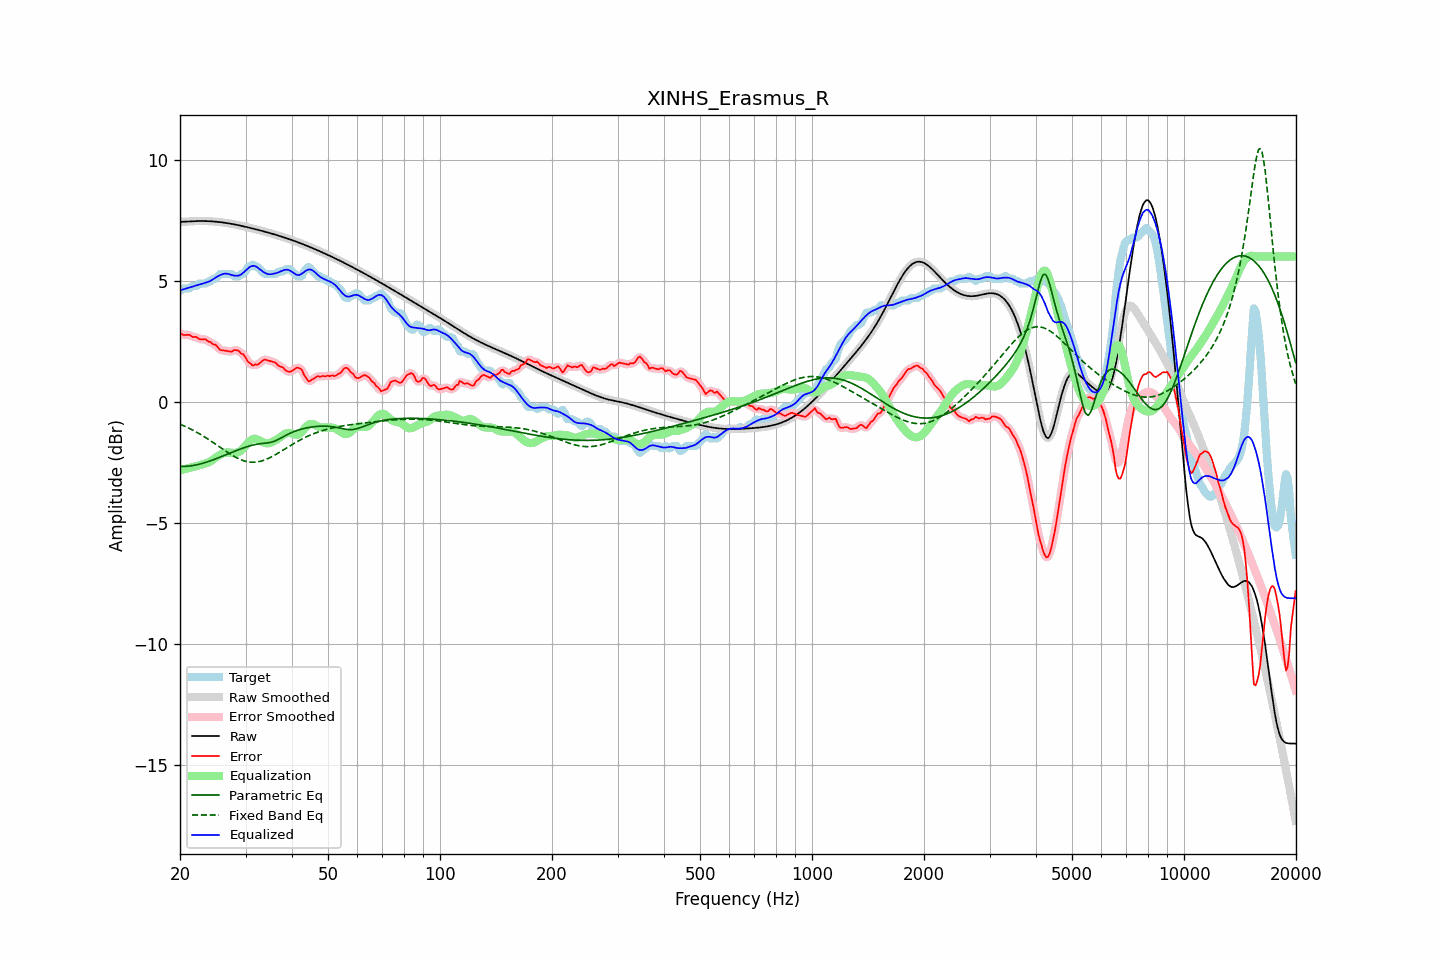 XINHS_Erasmus_R
Amplitude (dBr)
10
5
0
−5
−10
−15
Target
Raw Smoothed
Error Smoothed
Raw
Error
Equalization
Parametric Eq
Fixed Band Eq
Equalized
20
50
100
200
500
1000
2000
5000
10000
20000
Frequency (Hz)